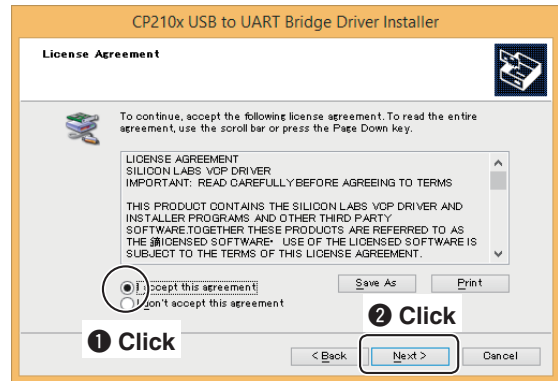 CP210x USB to UART Bridge Driver Installer
License Agreement
To continue, accept the following license agreement. To read the entire
agreement, use the scroll bar or press the Page Down key.
LICENSE AGREEMENT
SILICON LABS VCP DRIVER
IMPORTANT: READ CAREFULLY BEFORE AGREEING TO TERMS
THIS PRODUCT CONTAINS THE SILICON LABS VCP DRIVER AND
INSTALLER PROGRAMS AND OTHER THIRD PARTY
SOFTWARE.TOGETHER THESE PRODUCTS ARE REFERRED TO AS
THE ICENSED SOFTWARE・ USE OF THE LICENSED SOFTWARE IS
SUBJECT TO THE TERMS OF THIS LICENSE AGREEMENT.
I accept this agreement
Save As
Print
I don't accept this agreement
❶ Click
❷ Click
< Back
Next >
Cancel